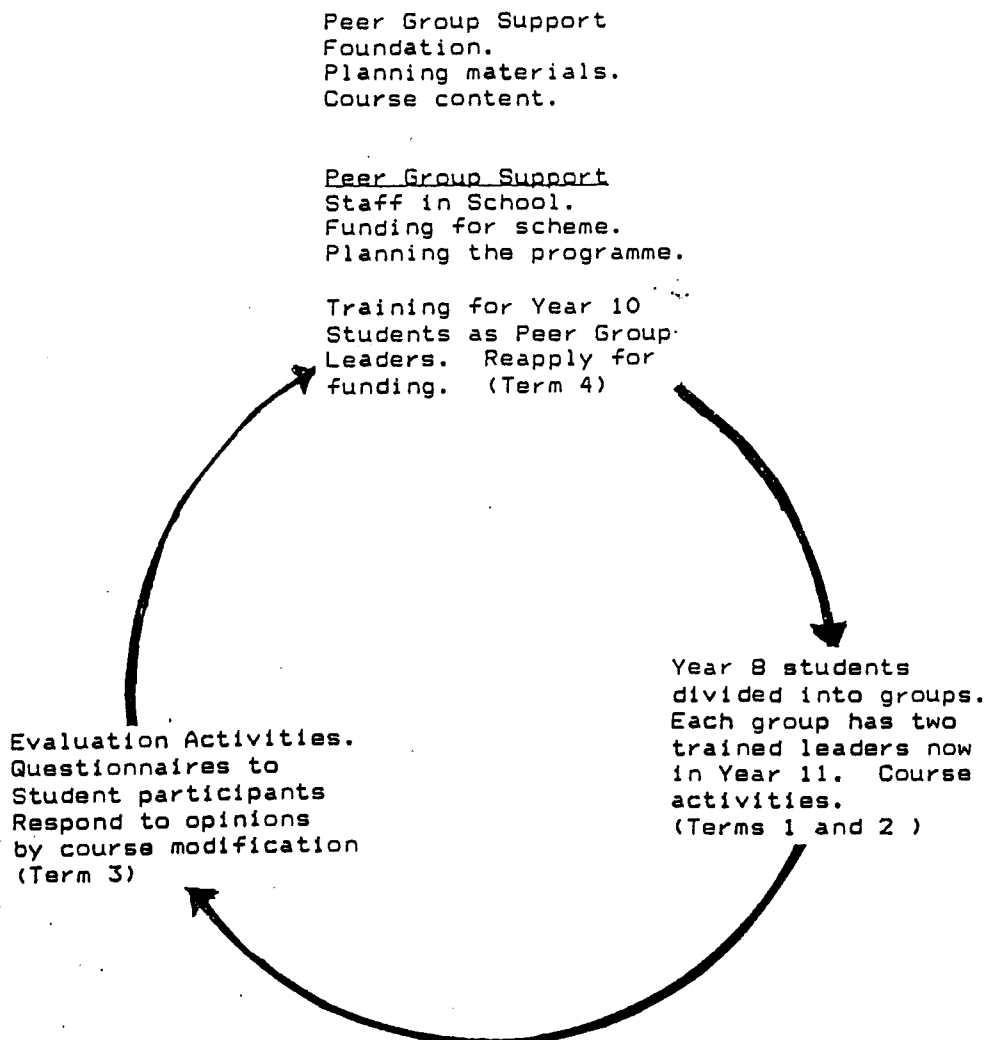 Peer Group Support
Foundation.
Planning materials.
Course content.
Peer Group Support
Staff in School.
Funding for scheme.
Planning the programme.
Training for Year 10
Students as Peer Group
Leaders. Reapply for
funding. (Term 4)
Year 8 students
divided into groups.
Each group has two
trained leaders now
in Year 11. Course
activities.
(Terms 1 and 2 )
Evaluation Activities.
Questionnaires to
Student participants
Respond to opinions
by course modification
(Term 3)